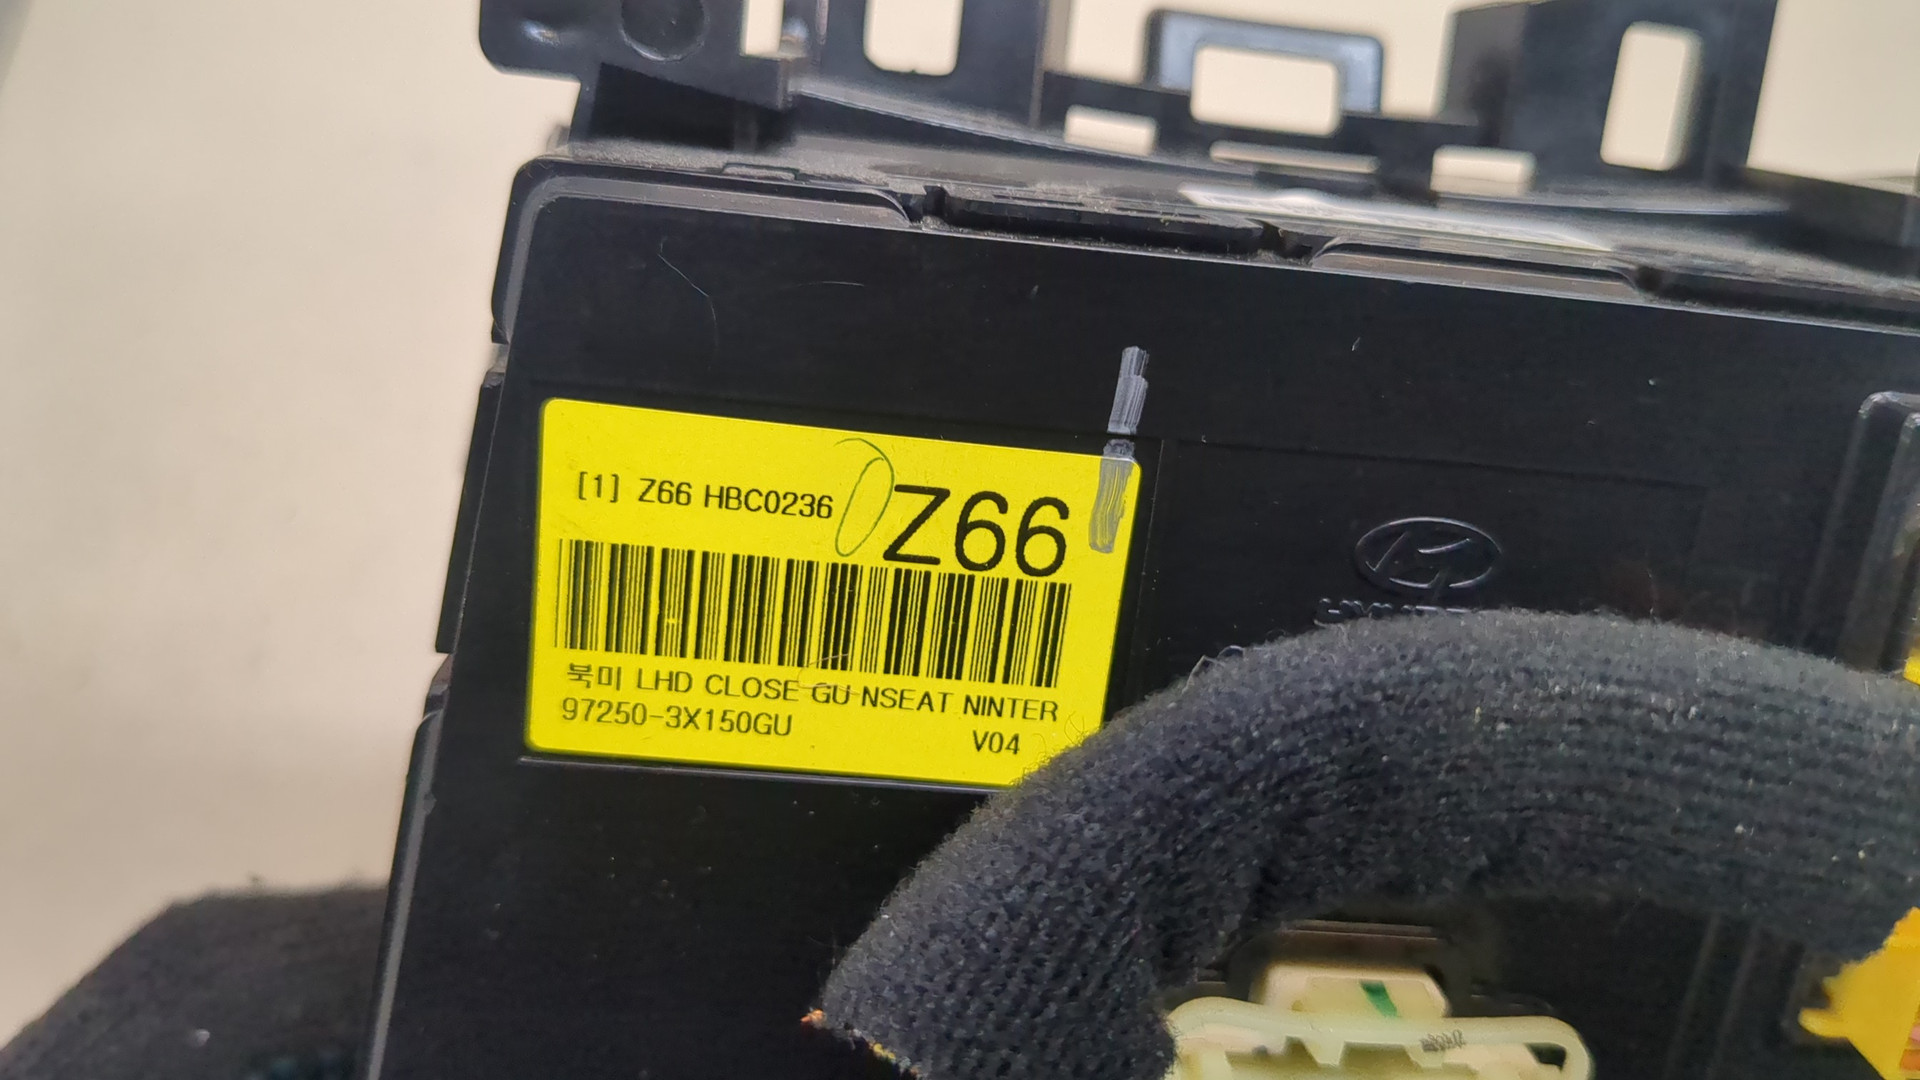 [1] Z66 HBC0236 Z66
북미 LHD CLOSE GU NSEAT NINTER
97250-3X150GU V04